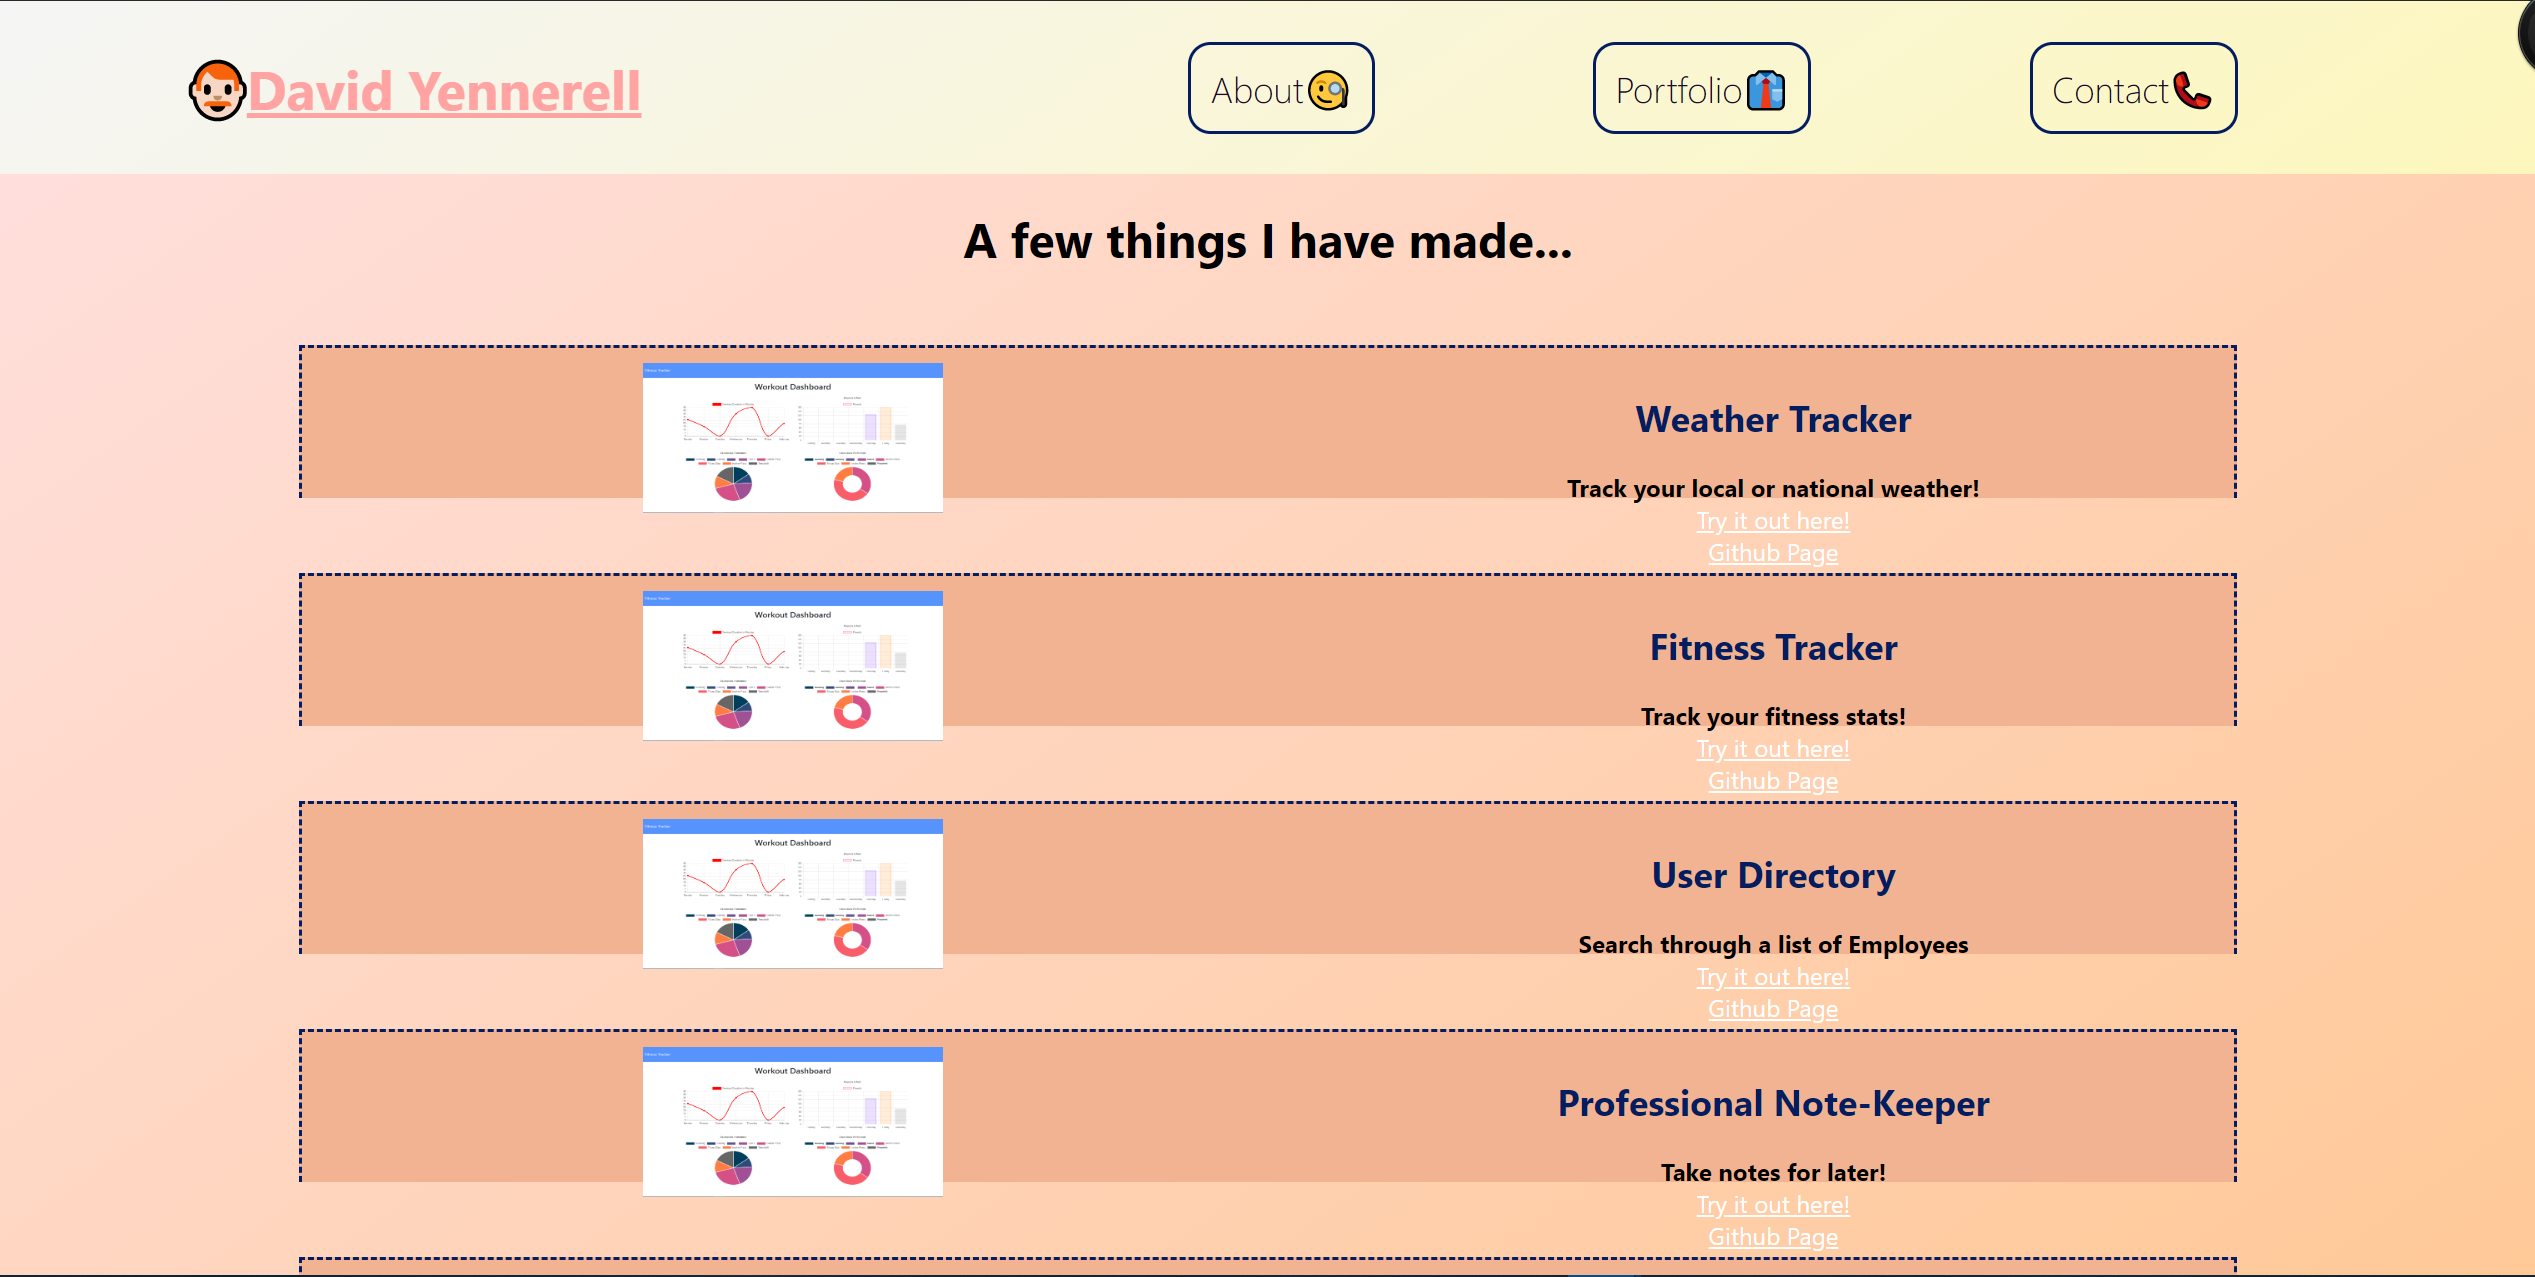 David Yennerell
About
Portfolio
Contact
A few things I have made...
Workout Dashboard
Weather Tracker
Track your local or national weather!
Try it out here!
Github Page
Workout Dashboard
Fitness Tracker
Track your fitness stats!
Try it out here!
Github Page
Workout Dashboard
User Directory
Search through a list of Employees
Try it out here!
Github Page
Workout Dashboard
Professional Note-Keeper
Take notes for later!
Try it out here!
Github Page